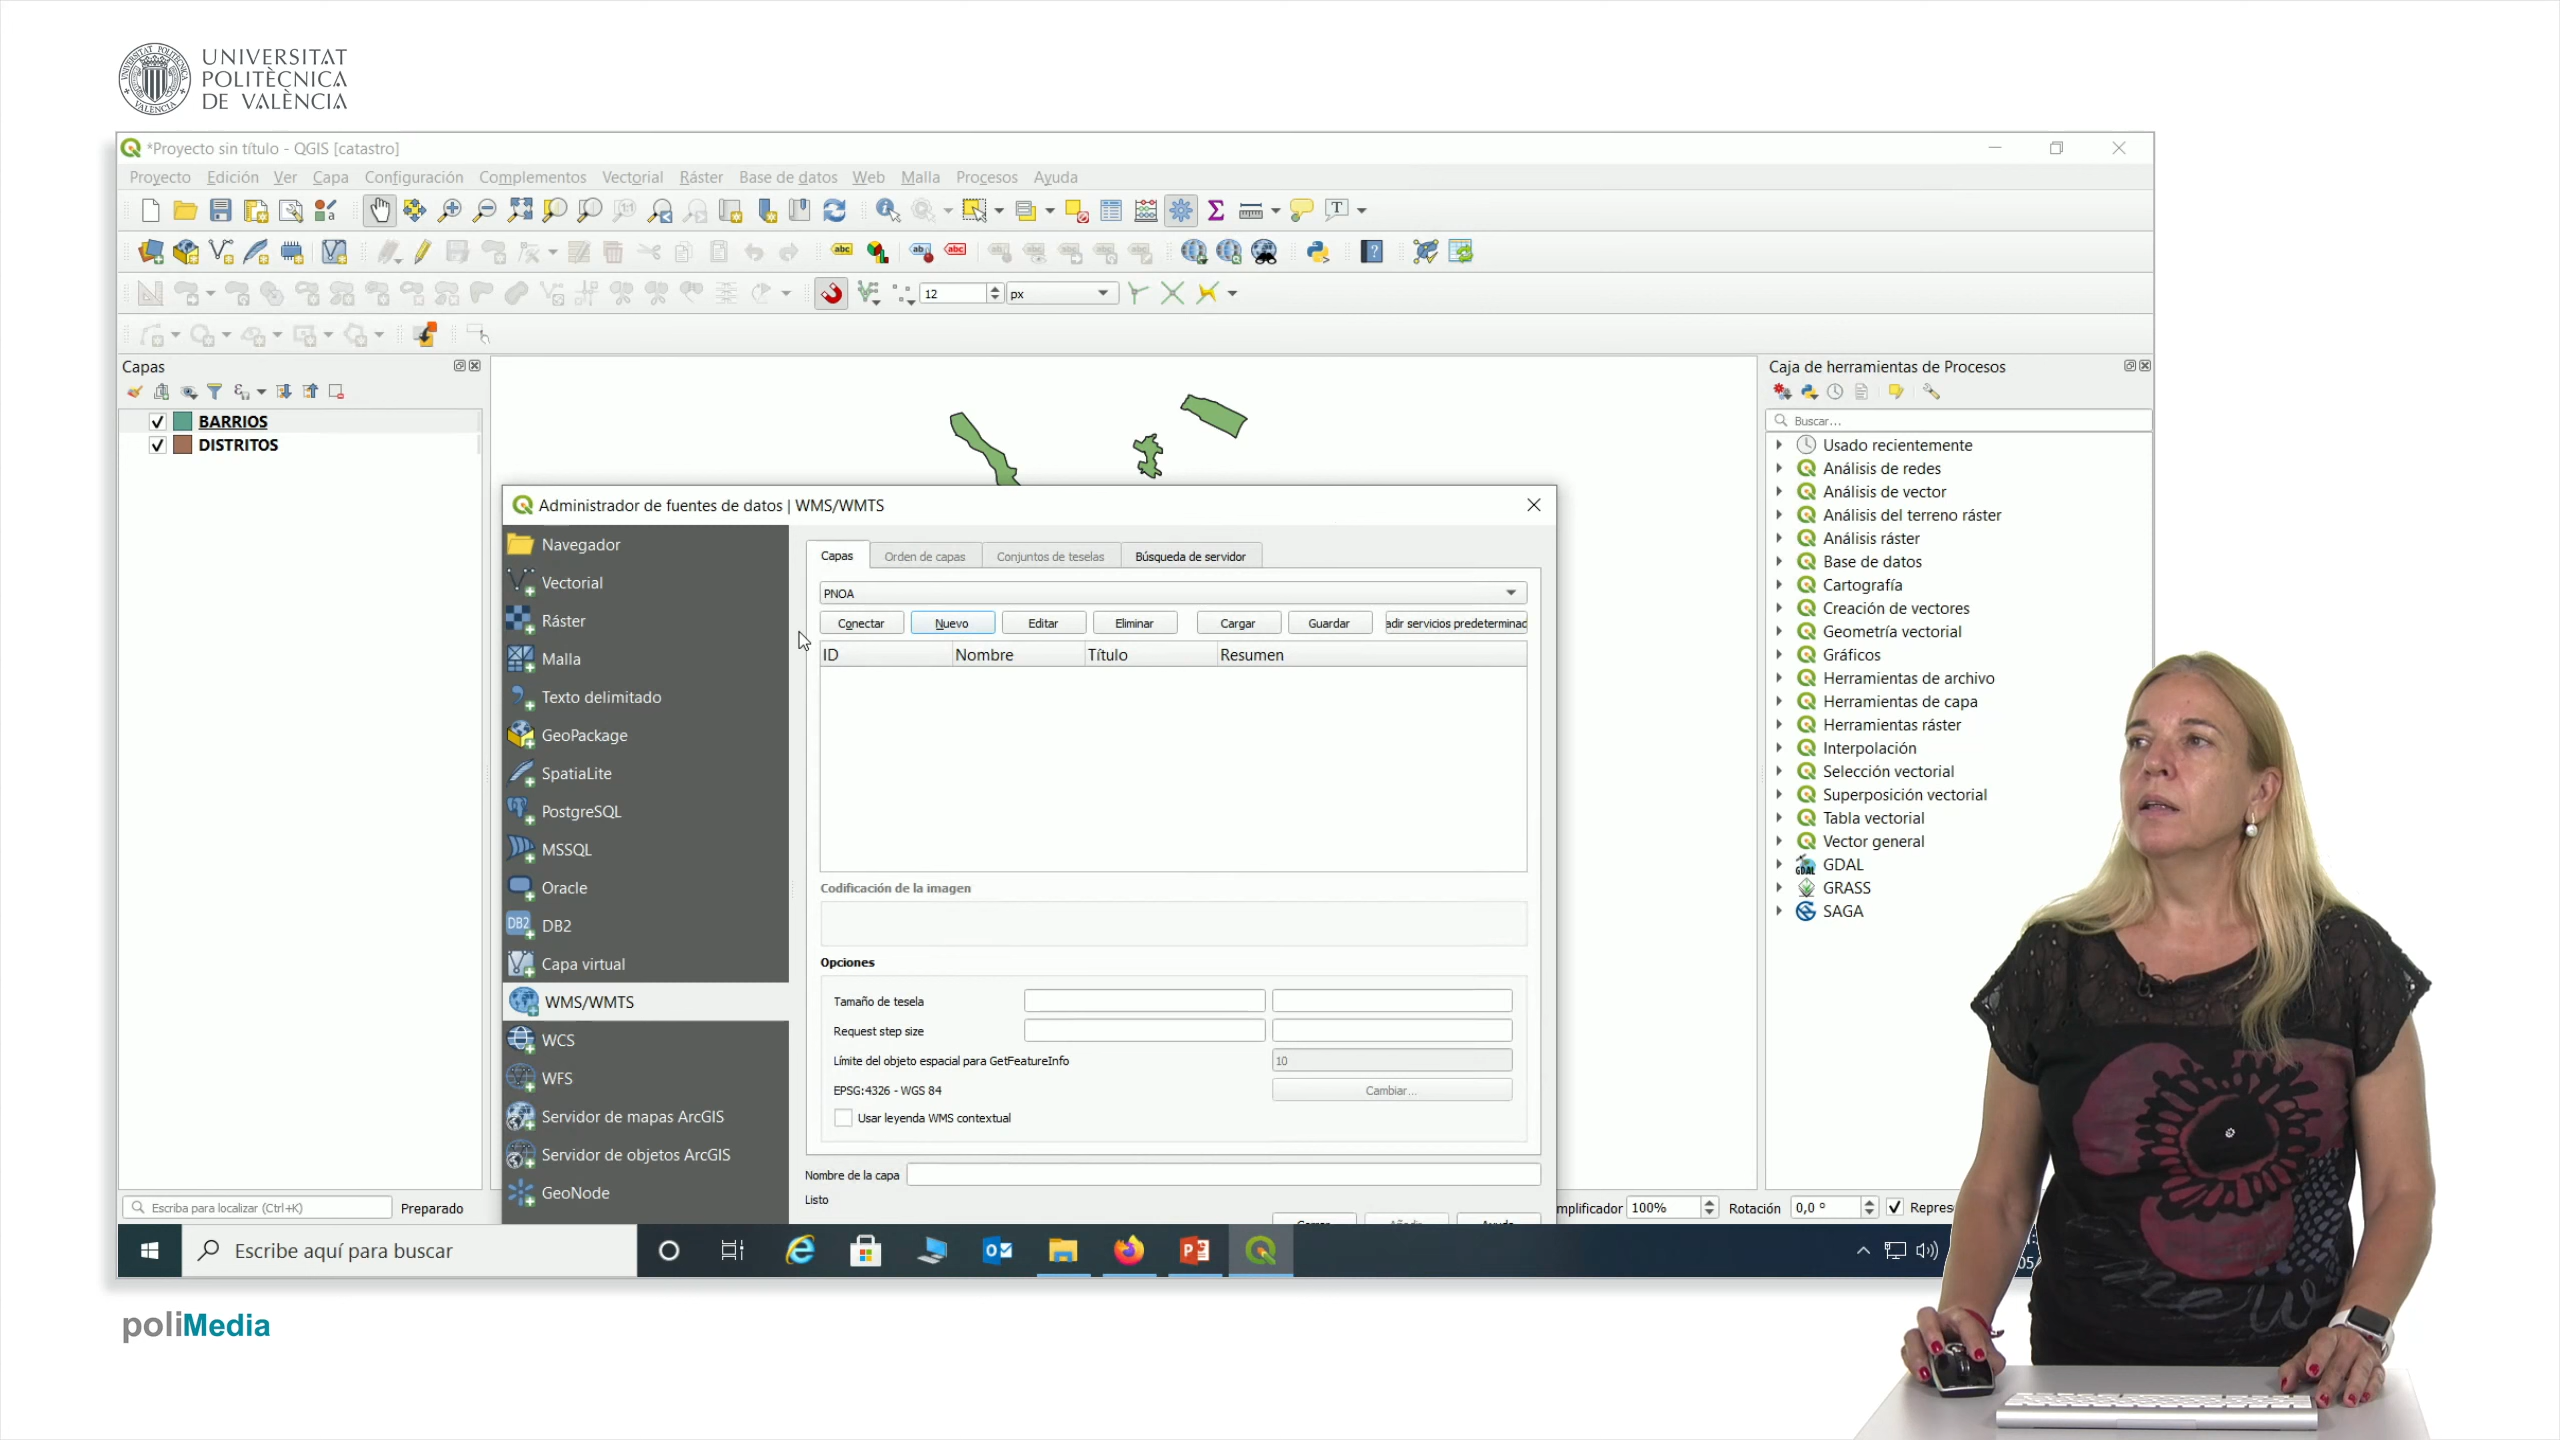 UNIVERSITAT
POLITÈCNICA
DE VALÈNCIA
*Proyecto sin título - QGIS [catastro]
Proyecto Edición Ver Capa Configuración Complementos Vectorial Ráster Base de datos Web Malla Procesos Ayuda
12 px
Capas
BARRIOS
DISTRITOS
Administrador de fuentes de datos | WMS/WMTS
Navegador
Vectorial
Ráster
Malla
Texto delimitado
GeoPackage
SpatiaLite
PostgreSQL
MSSQL
Oracle
DB2 DB2
Capa virtual
WMS/WMTS
WCS
WFS
Servidor de mapas ArcGIS
Servidor de objetos ArcGIS
GeoNode
Capas Orden de capas Conjuntos de teselas Búsqueda de servidor
PNOA
Conectar Nuevo Editar Eliminar Cargar Guardar adir servicios predeterminad
ID Nombre Título Resumen
Codificación de la imagen
Opciones
Tamaño de tesela
Request step size
Límite del objeto espacial para GetFeatureInfo 10
EPSG:4326 - WGS 84 Cambiar...
Usar leyenda WMS contextual
Nombre de la capa
Listo
Caja de herramientas de Procesos
Buscar...
Usado recientemente
Análisis de redes
Análisis de vector
Análisis del terreno ráster
Análisis ráster
Base de datos
Cartografía
Creación de vectores
Geometría vectorial
Gráficos
Herramientas de archivo
Herramientas de capa
Herramientas ráster
Interpolación
Selección vectorial
Superposición vectorial
Tabla vectorial
Vector general
GDAL
GRASS
SAGA
Escriba para localizar (Ctrl+K) Preparado
mplificador 100% Rotación 0,0 ° Repres
Escribe aquí para buscar
poliMedia